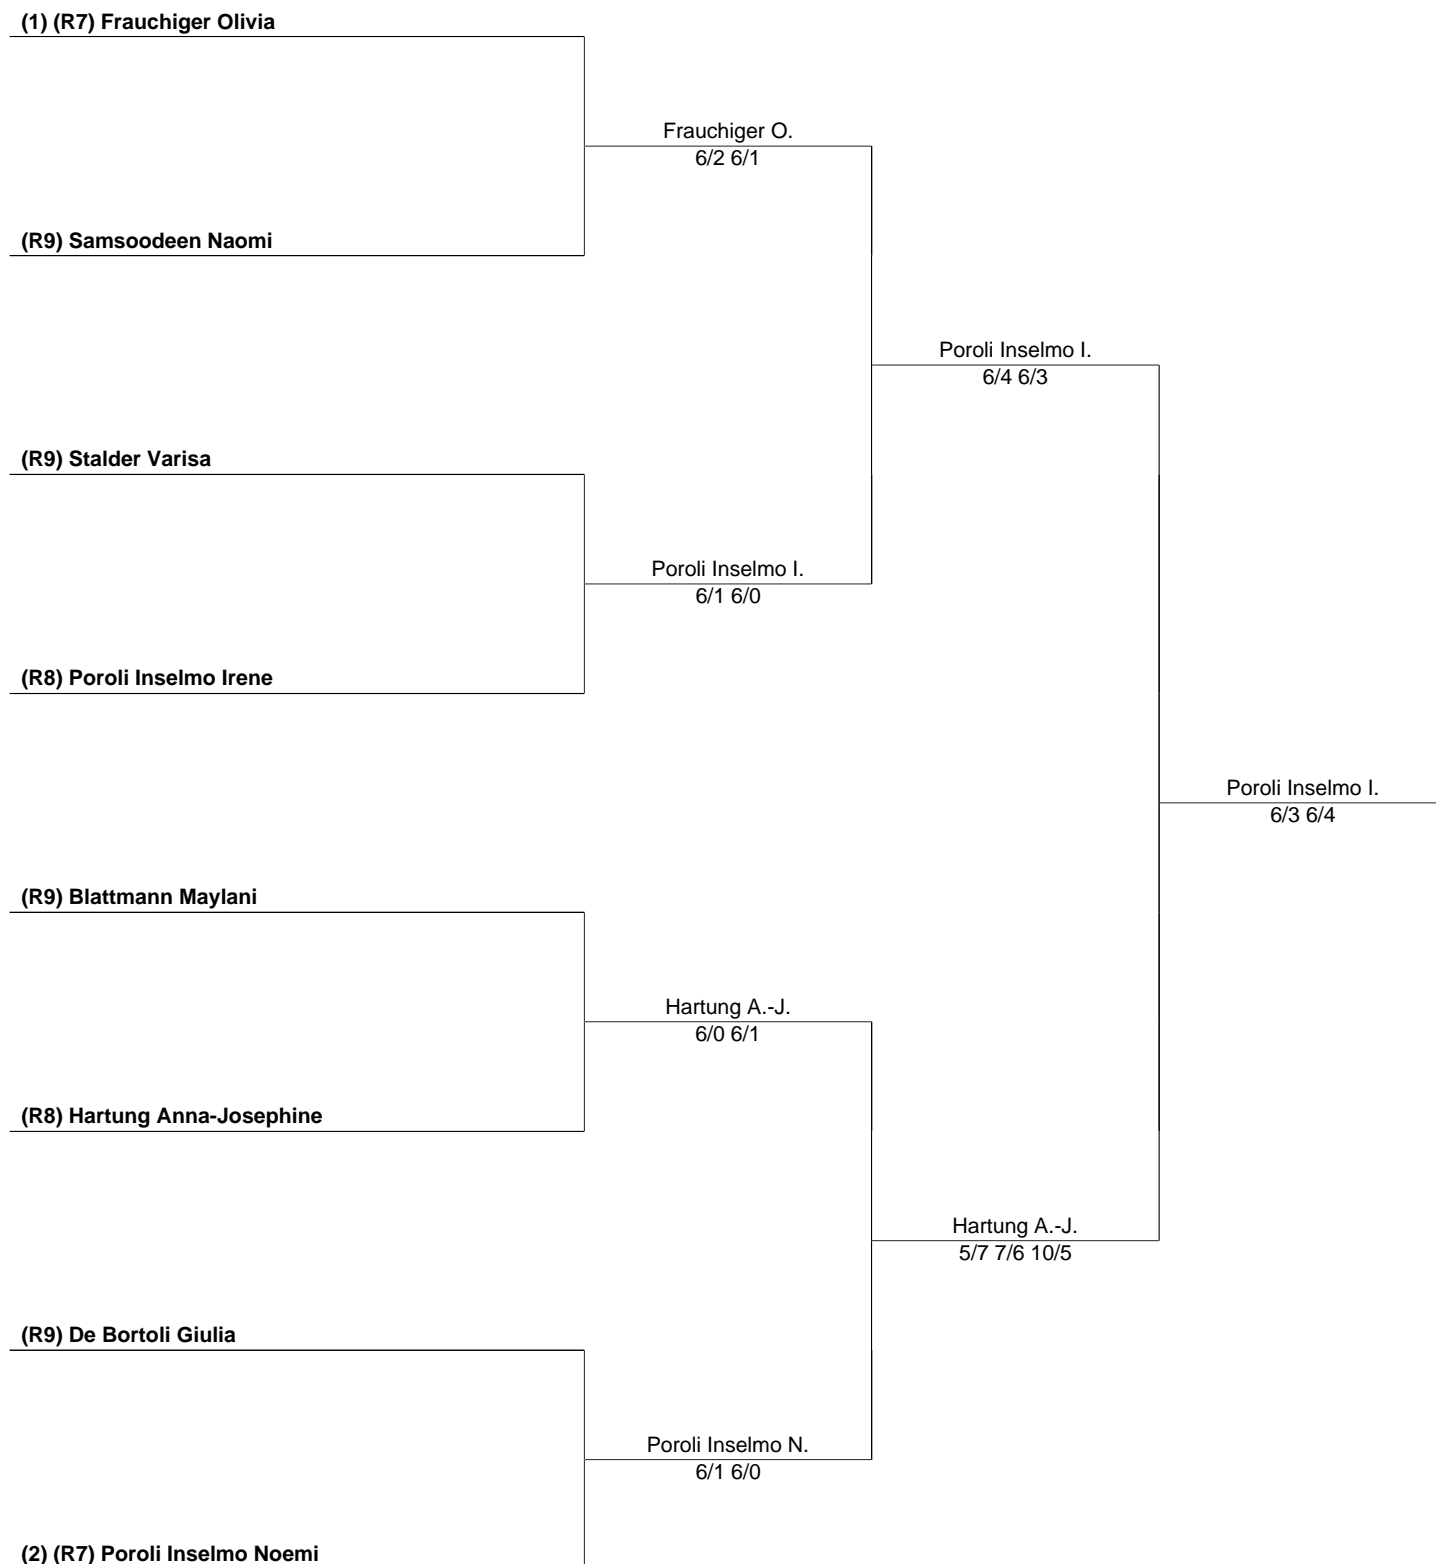 (1) (R7) Frauchiger Olivia
Frauchiger O.
6/2 6/1
(R9) Samsoodeen Naomi
Poroli Inselmo I.
6/4 6/3
(R9) Stalder Varisa
Poroli Inselmo I.
6/1 6/0
(R8) Poroli Inselmo Irene
Poroli Inselmo I.
6/3 6/4
(R9) Blattmann Maylani
Hartung A.-J.
6/0 6/1
(R8) Hartung Anna-Josephine
Hartung A.-J.
5/7 7/6 10/5
(R9) De Bortoli Giulia
Poroli Inselmo N.
6/1 6/0
(2) (R7) Poroli Inselmo Noemi